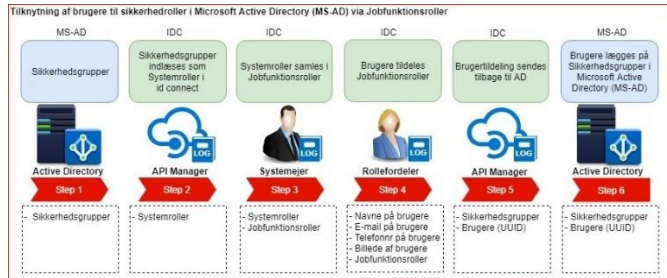 Tilknytning af brugere til sikkerhedroller i Microsoft Active Directory (MS-AD) via Jobfunktionsroller
MS-AD
IDC
IDC
IDC
IDC
MS-AD
Sikkerhedsgrupper
Sikkerhedsgrupper
indlæses som
Systemroller i
id connect
Systemroller samles i
Jobfunktionsroller
Brugere tildeles
Jobfunktionsroller
Brugertildeling sendes
tilbage til AD
Brugere lægges på
Sikkerhedsgrupper i
Microsoft Active
Directory (MS-AD)
LOG
LOG
LOG
LOG
Active Directory
API Manager
Systemejer
Rollefordeler
API Manager
Active Directory
Step 1
Step 2
Step 3
Step 4
Step 5
Step 6
- Sikkerhedsgrupper
- Systemroller
- Systemroller
- Jobfunktionsroller
- Navne på brugere
- E-mail på brugere
- Telefonnr på brugere
- Billede af brugere
- Jobfunktionsroller
- Sikkerhedsgrupper
- Brugere (UUID)
- Sikkerhedsgrupper
- Brugere (UUID)